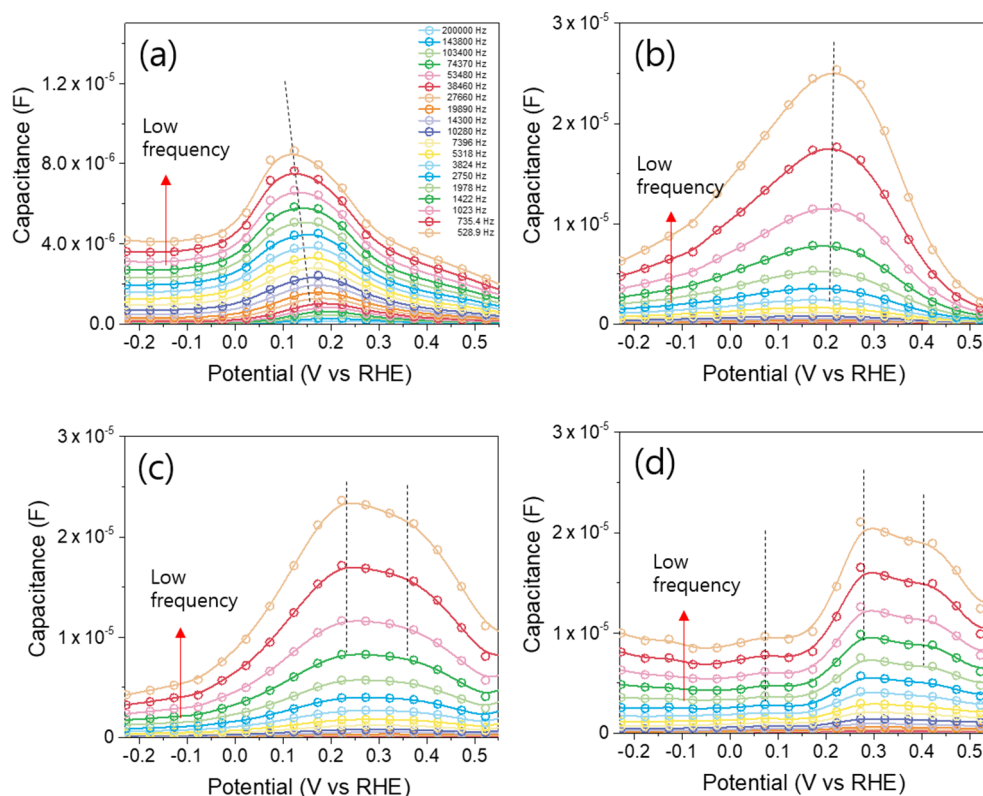 (a)
200000 Hz
143800 Hz
103400 Hz
74370 Hz
53480 Hz
38460 Hz
27660 Hz
19890 Hz
14300 Hz
10280 Hz
7396 Hz
5318 Hz
3824 Hz
2750 Hz
1978 Hz
1422 Hz
1023 Hz
735.4 Hz
528.9 Hz
Low
frequency
Capacitance (F)
1.2 x 10⁻⁵
8.0 x 10⁻⁶
4.0 x 10⁻⁶
0.0
-0.2 -0.1 0.0 0.1 0.2 0.3 0.4 0.5
Potential (V vs RHE)
(b)
Low
frequency
Capacitance (F)
3 x 10⁻⁵
2 x 10⁻⁵
1 x 10⁻⁵
0
-0.2 -0.1 0.0 0.1 0.2 0.3 0.4 0.5
Potential (V vs RHE)
(c)
Low
frequency
Capacitance (F)
3 x 10⁻⁵
2 x 10⁻⁵
1 x 10⁻⁵
0
-0.2 -0.1 0.0 0.1 0.2 0.3 0.4 0.5
Potential (V vs RHE)
(d)
Low
frequency
Capacitance (F)
3 x 10⁻⁵
2 x 10⁻⁵
1 x 10⁻⁵
0
-0.2 -0.1 0.0 0.1 0.2 0.3 0.4 0.5
Potential (V vs RHE)